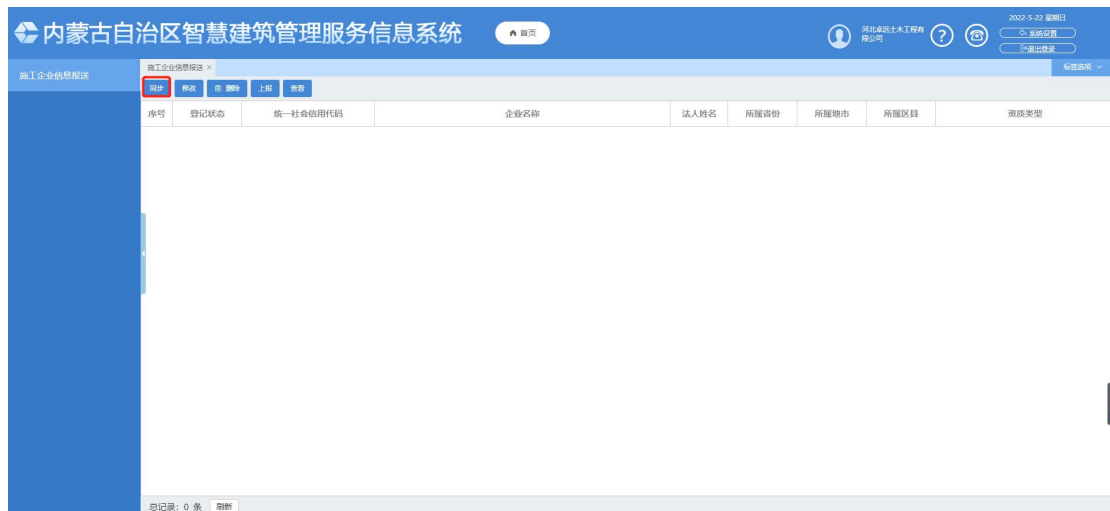 内蒙古自治区智慧建筑管理服务信息系统
首页
河北卓远土木工程有
限公司
?
2022-5-22 星期日
系统设置
退出登录
施工企业信息报送
施工企业信息报送 ×
标签选项
同步 修改 删除 上报 查看
序号 登记状态 统一社会信用代码 企业名称 法人姓名 所属省份 所属地市 所属区县 资质类型
总记录: 0 条 刷新